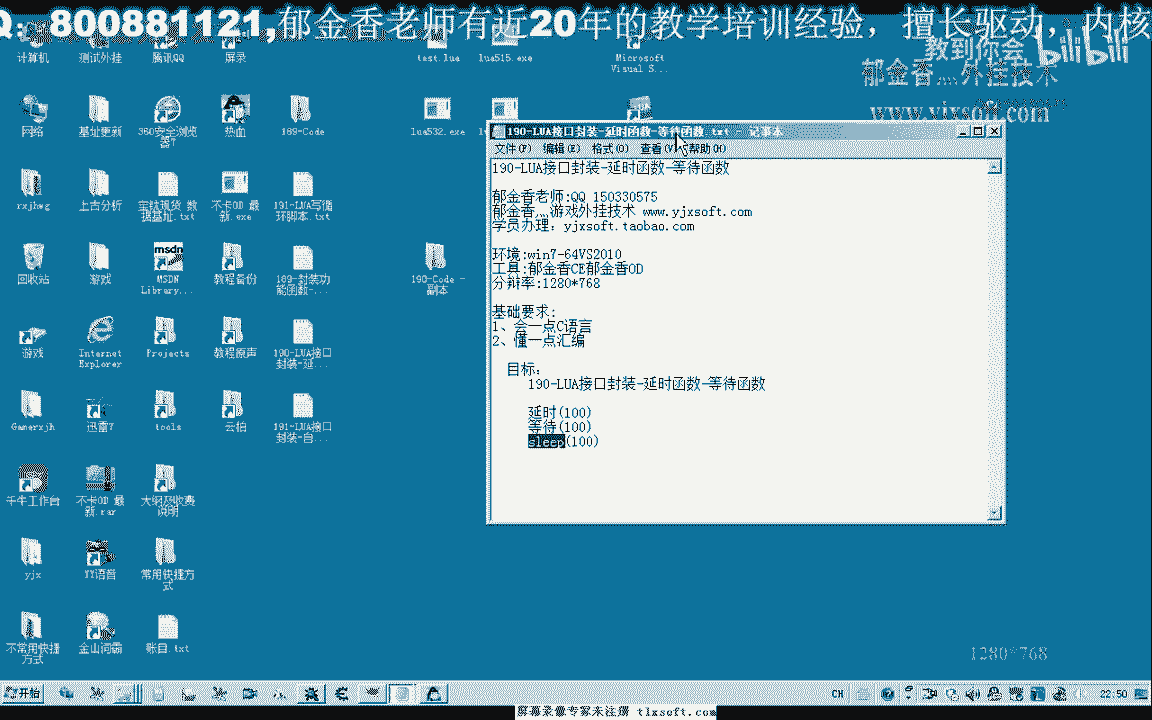 Q: 800881121,郁金香老师有近20年的教学培训经验，擅长驱动，内核
教到你会
bilibili
郁金香灬外挂技术
www.yjxsoft.com
计算机
测试外挂
腾讯QQ
屏录
test.lua
lua515.exe
Microsoft Visual S...
网络
基址更新
360安全浏览器7
热血
189-Code
lua532.exe
rxjhwg
上古分析
不卡OD 最新.exe
191-LUA写循环脚本.txt
回收站
游戏
MSDN Library...
教程备份
189-封装功能函数-...
190-Code - 副本
游戏
Internet Explorer
Projects
教程原声
190-LUA接口封装-延...
Gamerxjh
迅雷7
tools
云拍
191-LUA接口封装-自...
千牛工作台
不卡OD 最新.rar
大纲及收费说明
yjx
YY语音
常用快捷方式
不常用快捷方式
金山词霸
账目.txt
190-LUA接口封装-延时函数-等待函数.txt - 记事本
文件(F) 编辑(E) 格式(O) 查看(V) 帮助(H)
190-LUA接口封装-延时函数-等待函数
郁金香老师:QQ 150330575
郁金香灬游戏外挂技术 www.yjxsoft.com
学员办理：yjxsoft.taobao.com
环境:win7-64VS2010
工具:郁金香CE郁金香OD
分辩率:1280*768
基础要求:
1、会一点C语言
2、懂一点汇编
目标:
190-LUA接口封装-延时函数-等待函数
延时(100)
等待(100)
sleep(100)
1280*768
开始
CH
22:50
屏幕录像专家未注册 tlxsoft.com